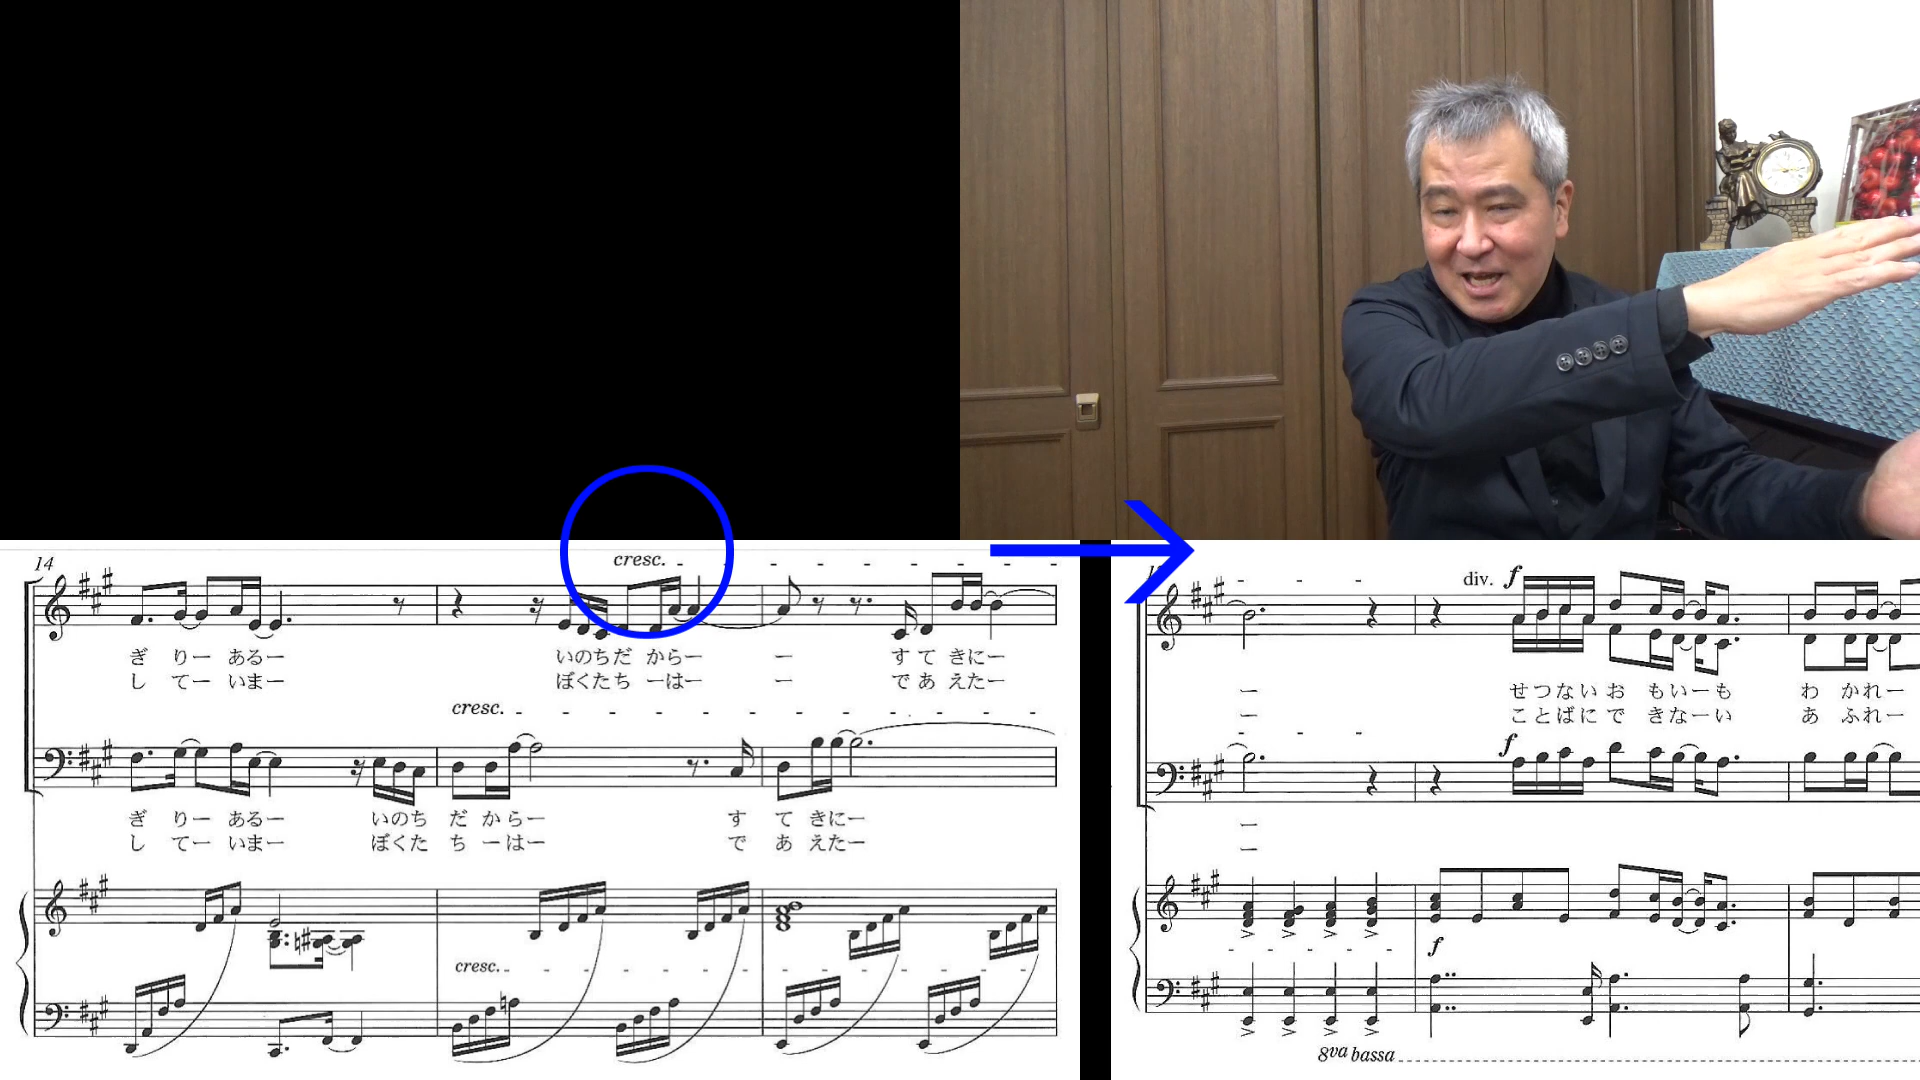 14
cresc.
ぎ りー あるー いのちだ からー ー す て きにー
し てー いまー ぼくたち ーはー ー で あ えたー
cresc.
ぎ りー あるー いのち だ からー す て きにー
し てー いまー ぼくた ち ーはー で あ えたー
cresc.
div. f
ー せつないお もいーも わ かれー
ー ことばにで きなーい あ ふれー
f
ー
ー
f
8va bassa